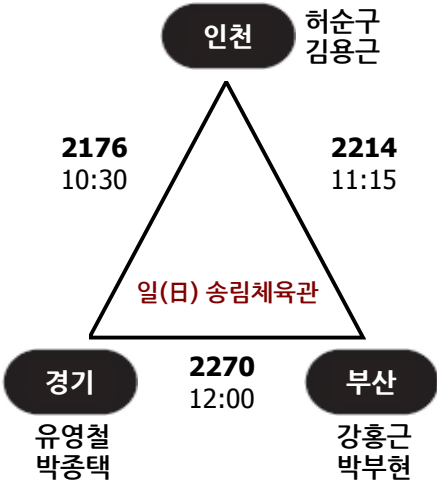 인천
허순구
김용근
2176
10:30
2214
11:15
일(日) 송림체육관
경기
2270
12:00
부산
유영철
박종택
강홍근
박부현